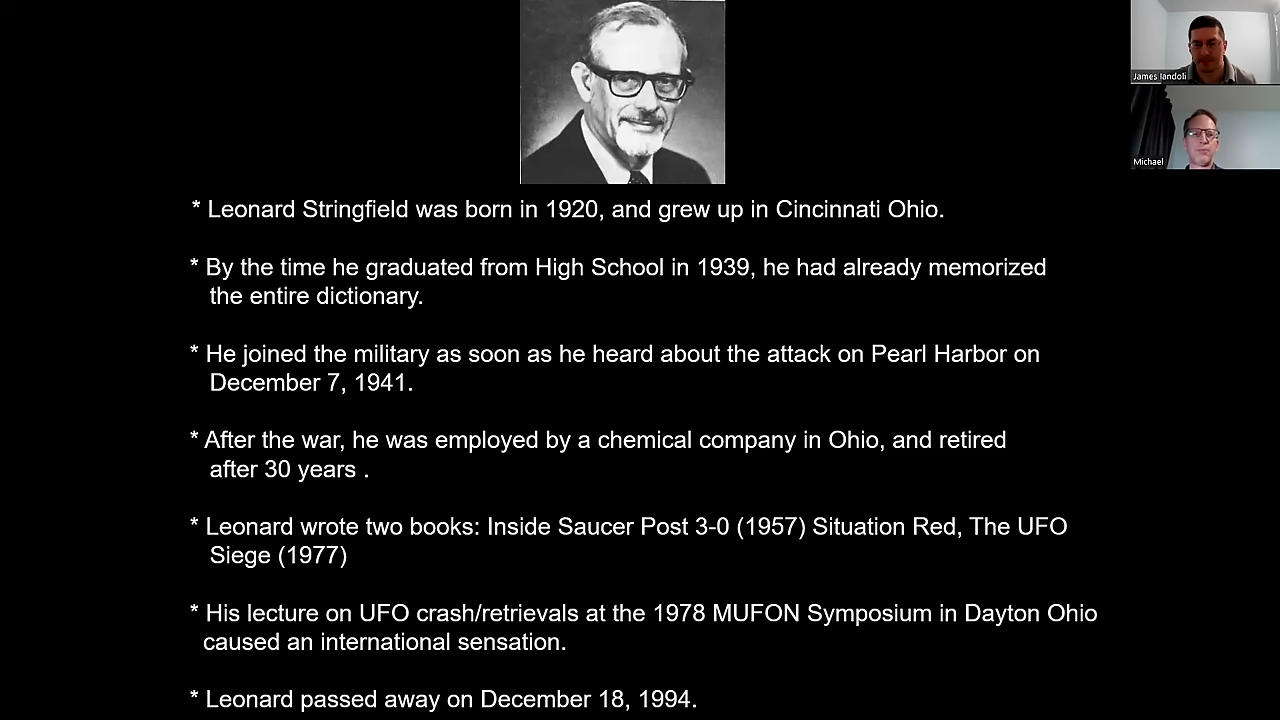 James Iandoli
Michael
* Leonard Stringfield was born in 1920, and grew up in Cincinnati Ohio.
* By the time he graduated from High School in 1939, he had already memorized
the entire dictionary.
* He joined the military as soon as he heard about the attack on Pearl Harbor on
December 7, 1941.
* After the war, he was employed by a chemical company in Ohio, and retired
after 30 years .
* Leonard wrote two books: Inside Saucer Post 3-0 (1957) Situation Red, The UFO
Siege (1977)
* His lecture on UFO crash/retrievals at the 1978 MUFON Symposium in Dayton Ohio
caused an international sensation.
* Leonard passed away on December 18, 1994.